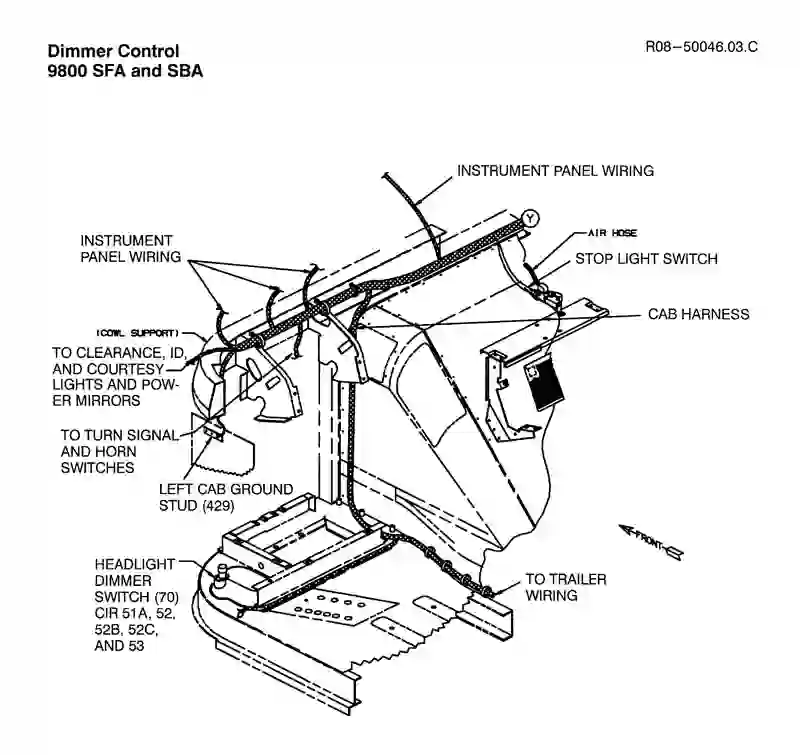 Dimmer Control
9800 SFA and SBA
R08-50046.03.C
INSTRUMENT PANEL WIRING
Y
AIR HOSE
INSTRUMENT
PANEL WIRING
STOP LIGHT SWITCH
CAB HARNESS
(COWL SUPPORT)
TO CLEARANCE, ID,
AND COURTESY
LIGHTS AND POW-
ER MIRRORS
TO TURN SIGNAL
AND HORN
SWITCHES
LEFT CAB GROUND
STUD (429)
FRONT
HEADLIGHT
DIMMER
SWITCH (70)
CIR 51A, 52,
52B, 52C,
AND 53
TO TRAILER
WIRING